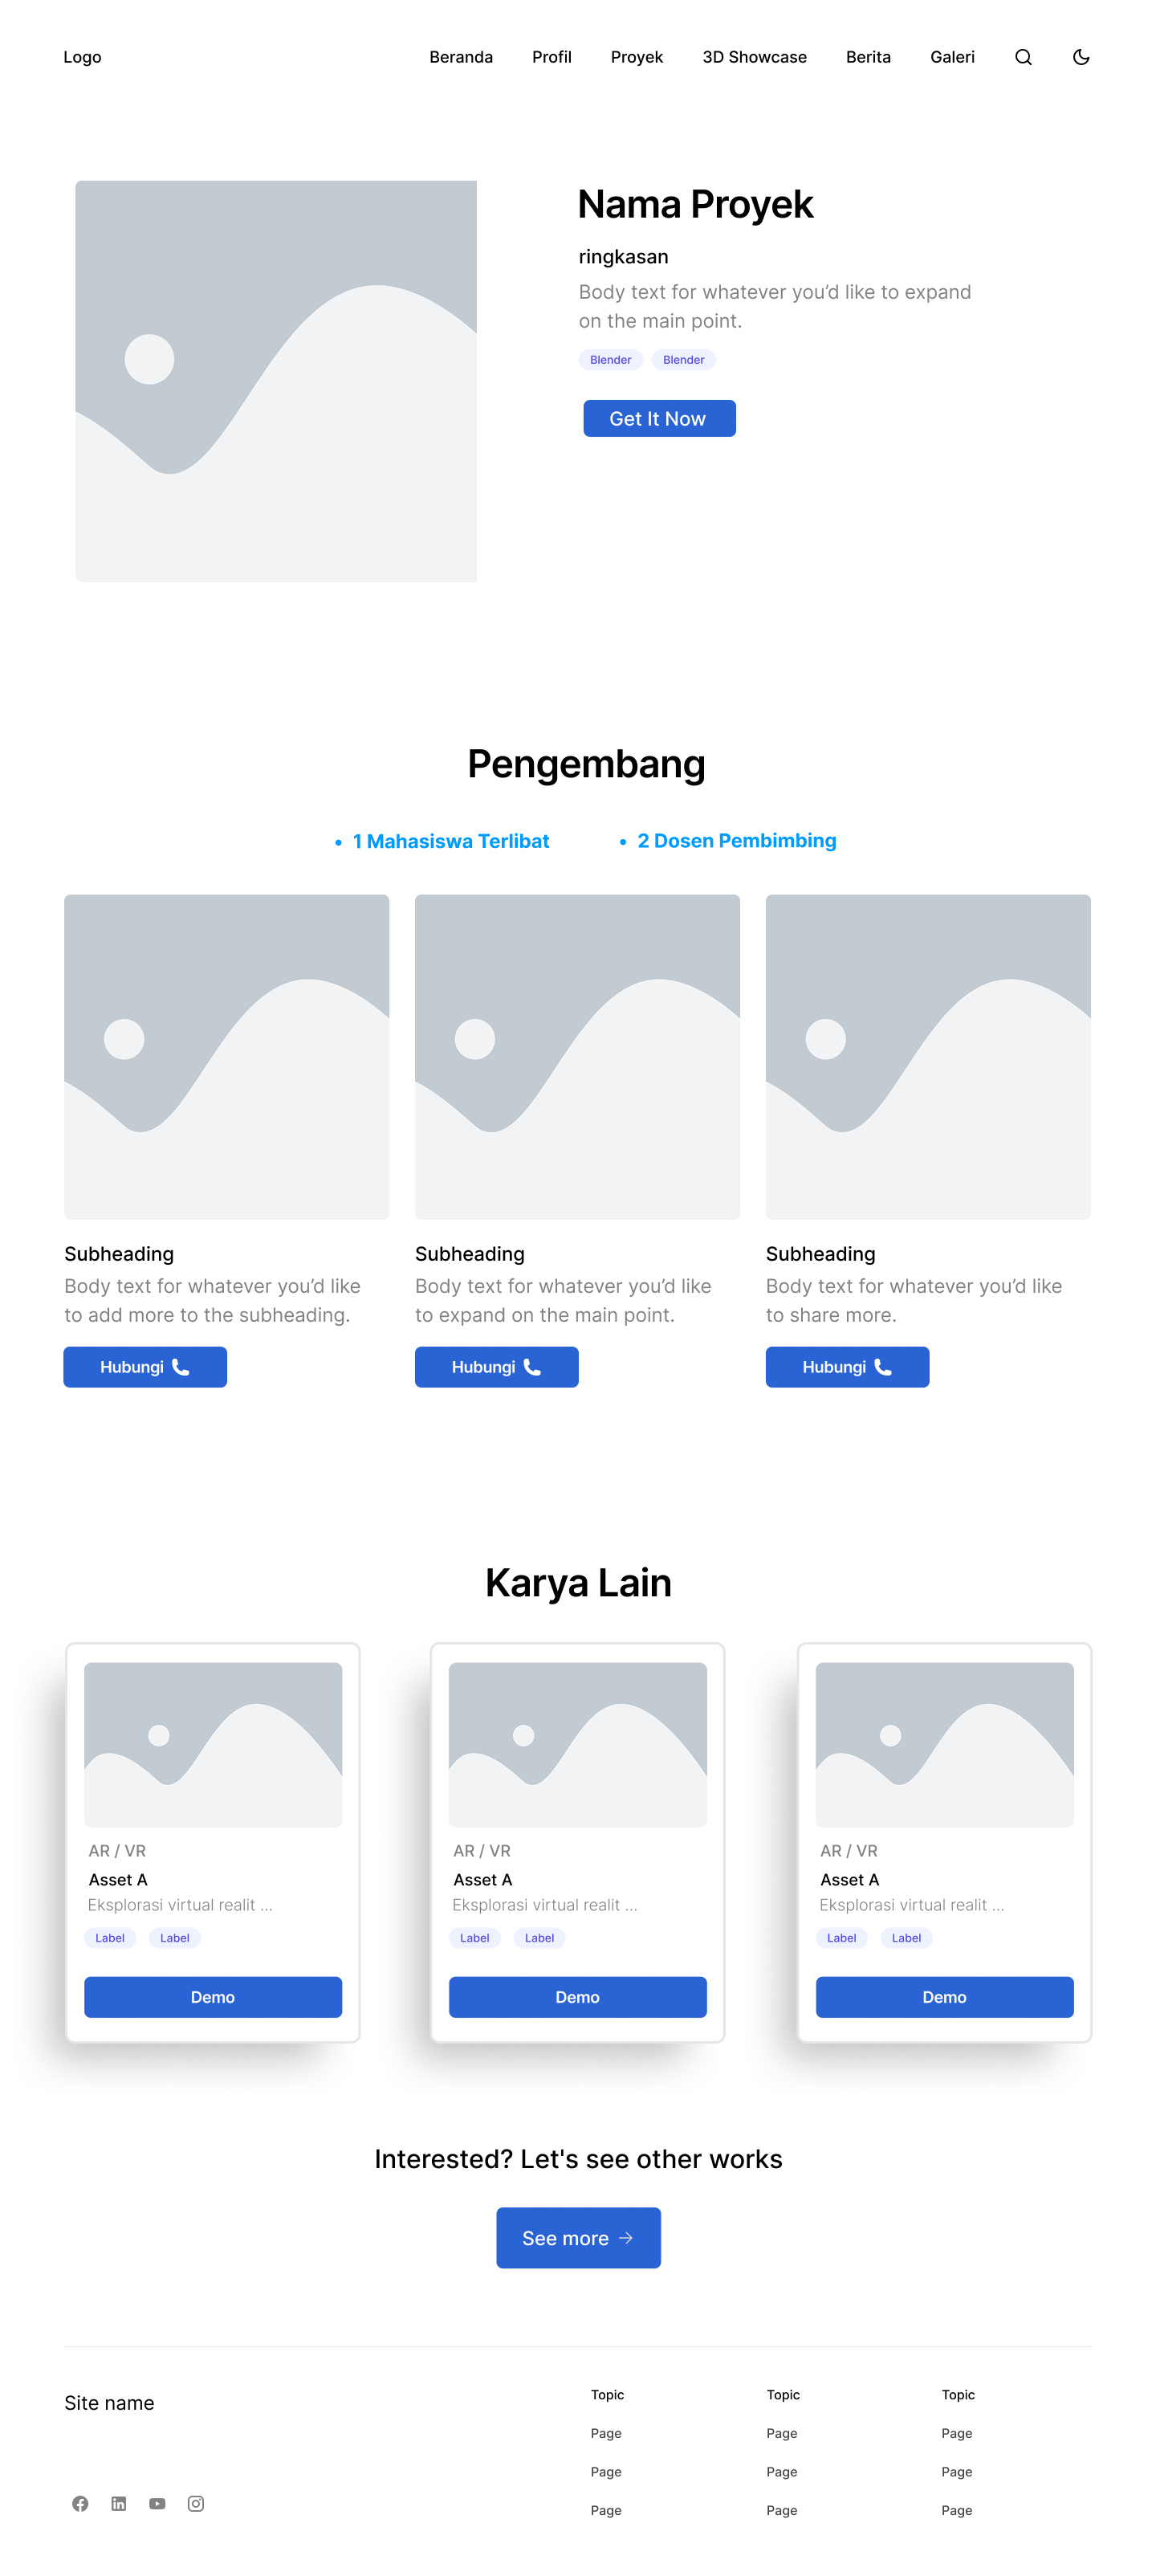 Logo
Beranda
Profil
Proyek
3D Showcase
Berita
Galeri
Nama Proyek
ringkasan
Body text for whatever you’d like to expand
on the main point.
Blender
Blender
Get It Now
Pengembang
• 1 Mahasiswa Terlibat
• 2 Dosen Pembimbing
Subheading
Body text for whatever you’d like
to add more to the subheading.
Hubungi
Subheading
Body text for whatever you’d like
to expand on the main point.
Hubungi
Subheading
Body text for whatever you’d like
to share more.
Hubungi
Karya Lain
AR / VR
Asset A
Eksplorasi virtual realit ...
Label
Label
Demo
AR / VR
Asset A
Eksplorasi virtual realit ...
Label
Label
Demo
AR / VR
Asset A
Eksplorasi virtual realit ...
Label
Label
Demo
Interested? Let's see other works
See more
Site name
Topic
Page
Page
Page
Topic
Page
Page
Page
Topic
Page
Page
Page